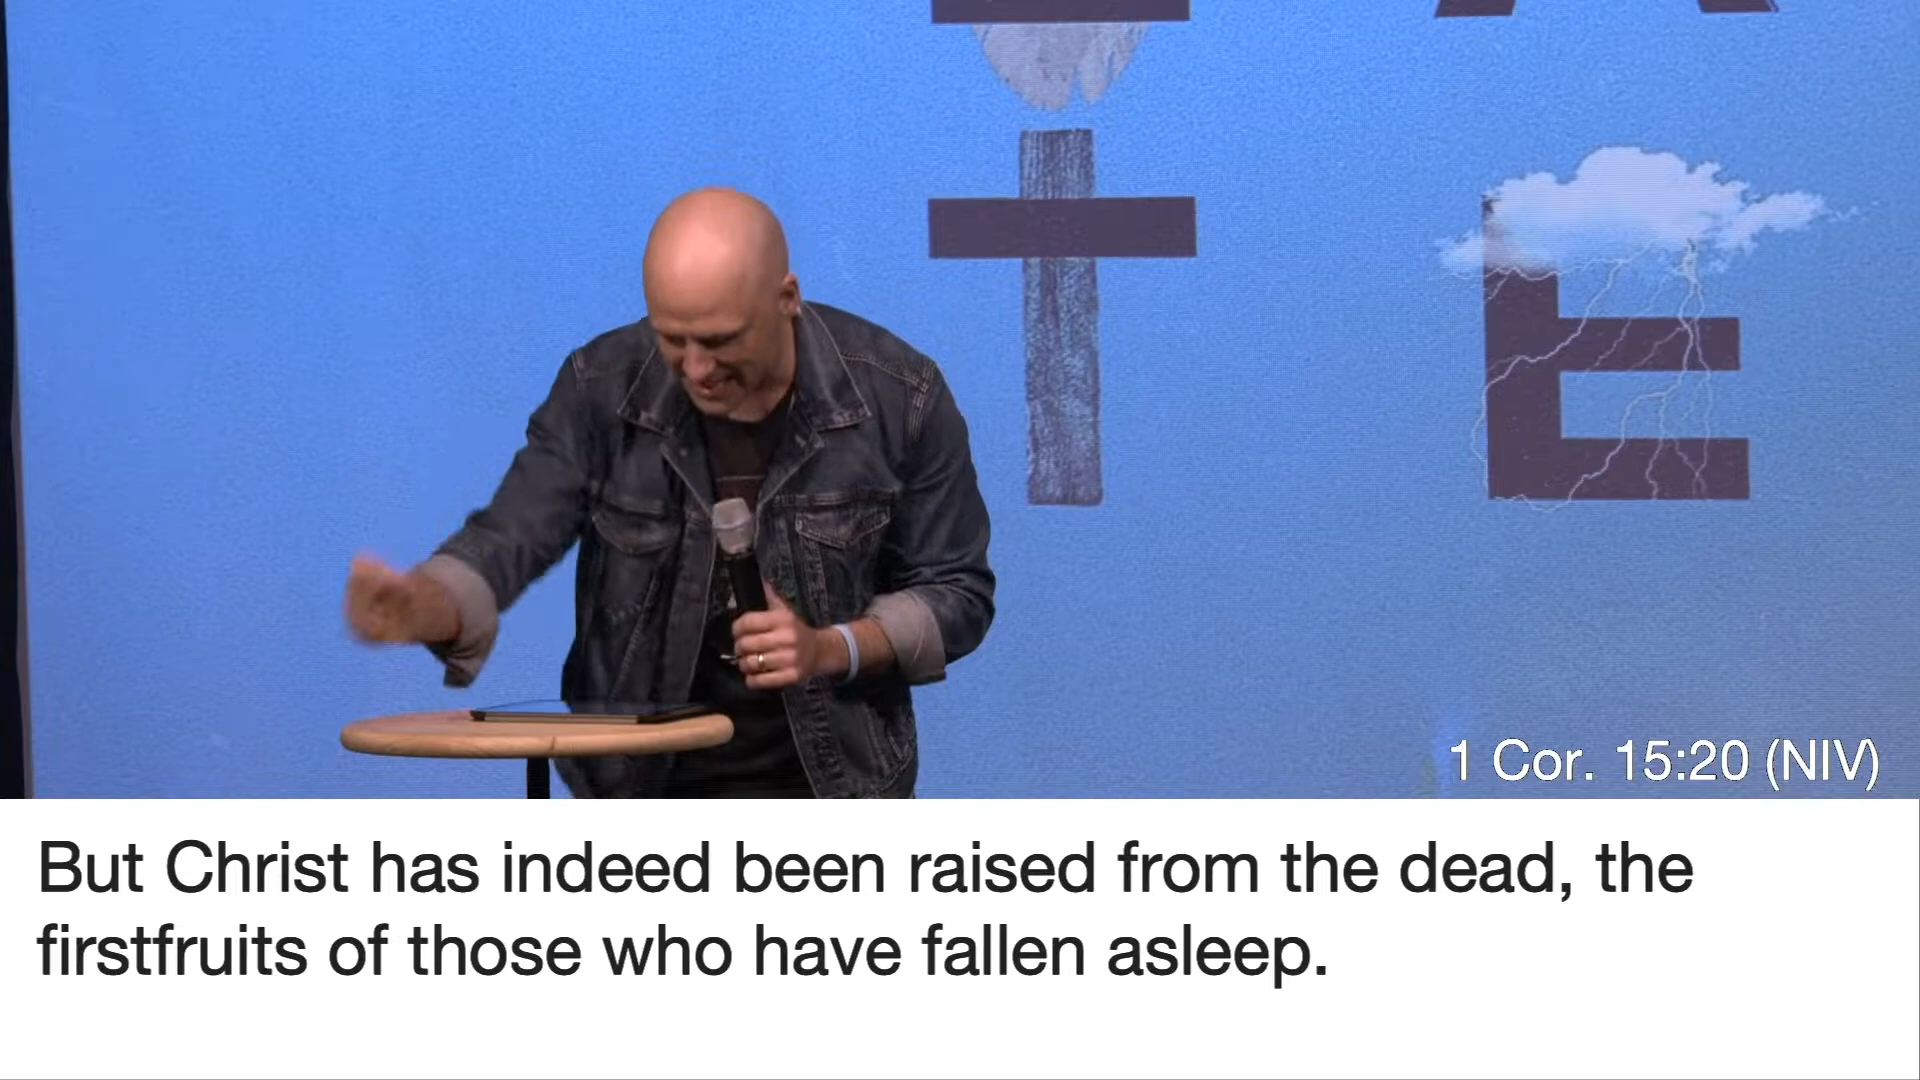 T E
1 Cor. 15:20 (NIV)
But Christ has indeed been raised from the dead, the
firstfruits of those who have fallen asleep.